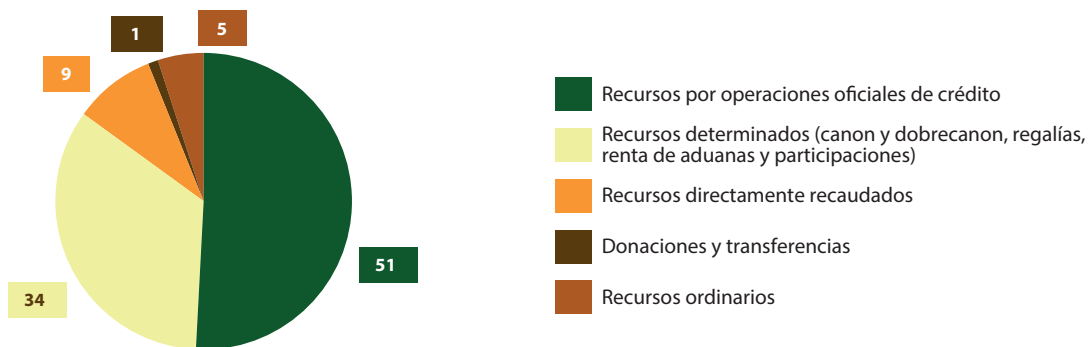 1
5
9
51
34
Recursos por operaciones oficiales de crédito
Recursos determinados (canon y dobrecanon, regalías,
renta de aduanas y participaciones)
Recursos directamente recaudados
Donaciones y transferencias
Recursos ordinarios